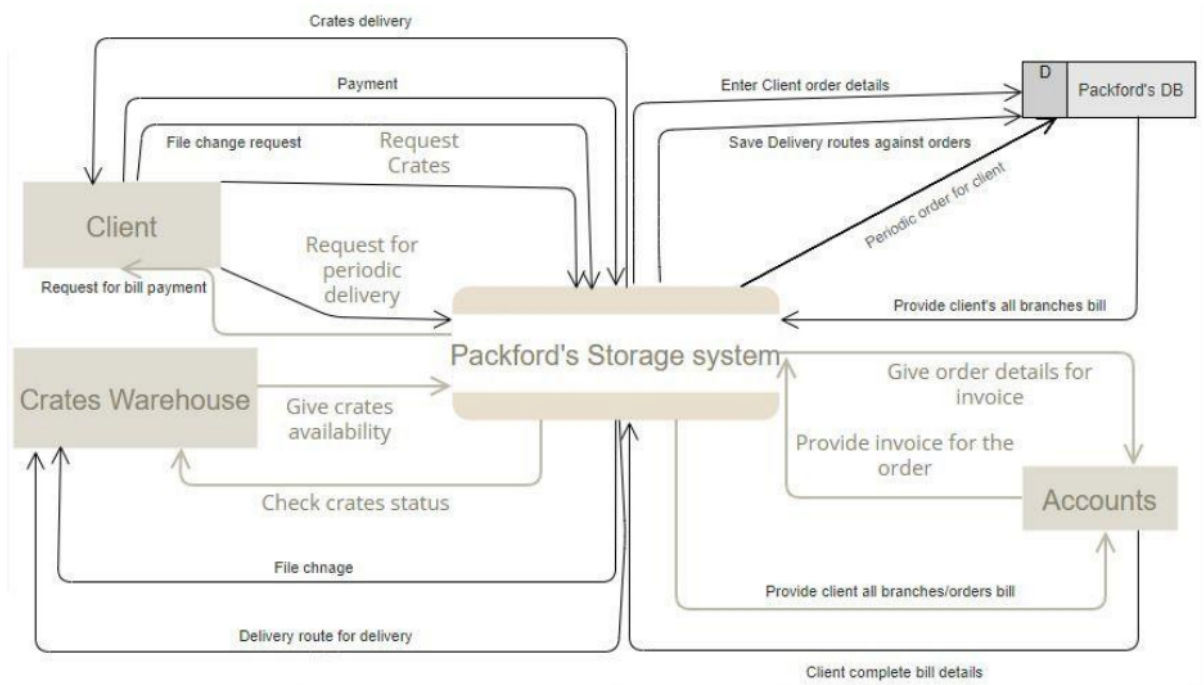 Crates delivery
Payment
File change request
Request
Crates
Enter Client order details
D
Packford's DB
Save Delivery routes against orders
Periodic order for client
Client
Request for
periodic
delivery
Request for bill payment
Provide client's all branches bill
Packford's Storage system
Crates Warehouse
Give crates
availability
Give order details for
invoice
Provide invoice for the
order
Check crates status
Accounts
File chnage
Provide client all branches/orders bill
Delivery route for delivery
Client complete bill details